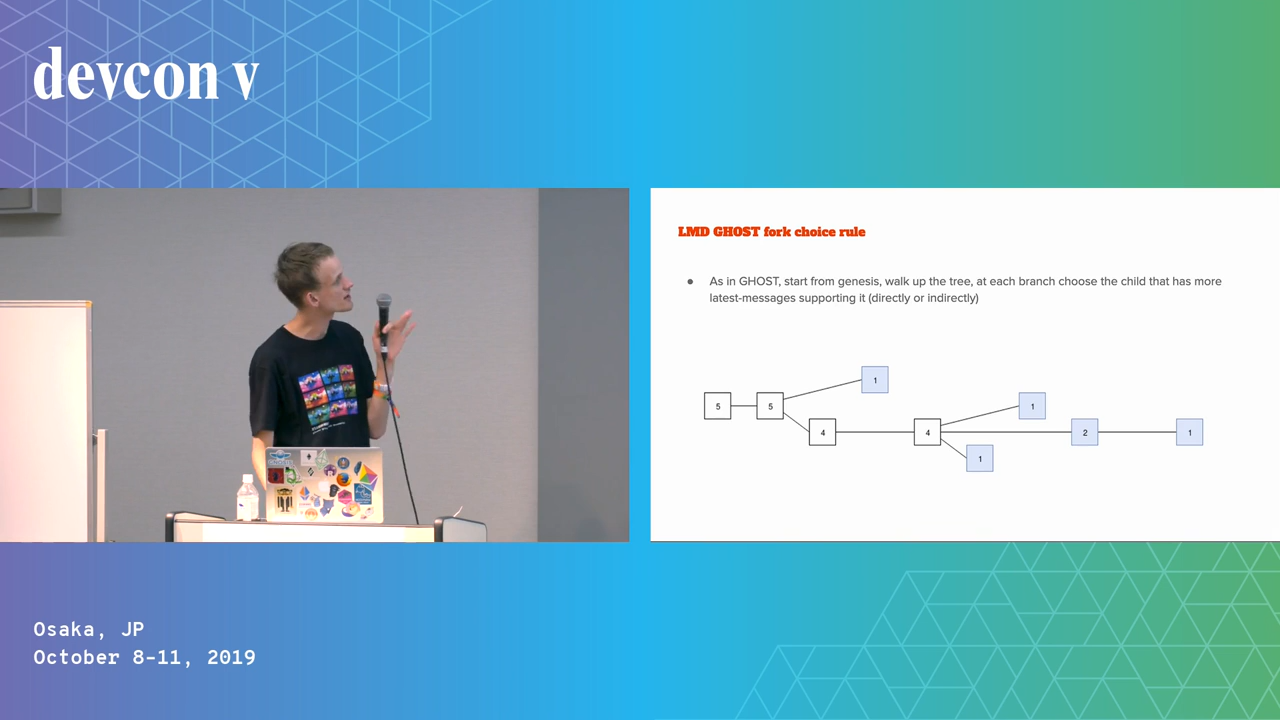 devcon v
LMD GHOST fork choice rule
● As in GHOST, start from genesis, walk up the tree, at each branch choose the child that has more
latest-messages supporting it (directly or indirectly)
1
5 5 1
4 4 2 1
1
Osaka, JP
October 8-11, 2019